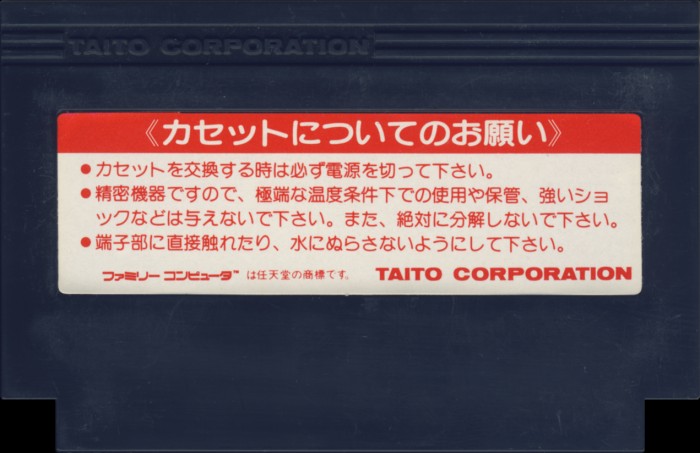 TAITO CORPORATION
《カセットについてのお願い》
●カセットを交換する時は必ず電源を切って下さい。
●精密機器ですので、極端な温度条件下での使用や保管、強いショ
ックなどは与えないで下さい。また、絶対に分解しないで下さい。
●端子部に直接触れたり、水にぬらさないようにして下さい。
ファミリー コンピュータ™ は任天堂の商標です。 TAITO CORPORATION